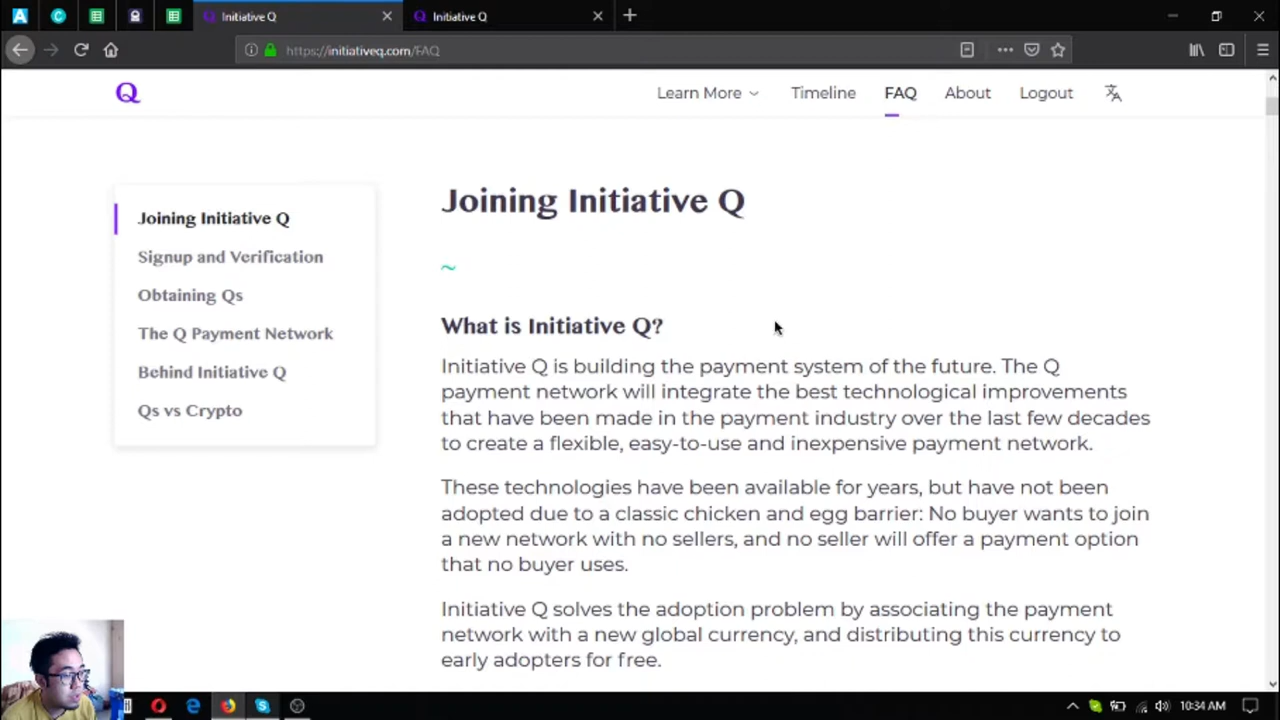 Initiative Q
Initiative Q
https://initiativeq.com/FAQ
Q
Learn More
Timeline
FAQ
About
Logout
Joining Initiative Q
Signup and Verification
Obtaining Qs
The Q Payment Network
Behind Initiative Q
Qs vs Crypto
Joining Initiative Q
~
What is Initiative Q?
Initiative Q is building the payment system of the future. The Q
payment network will integrate the best technological improvements
that have been made in the payment industry over the last few decades
to create a flexible, easy-to-use and inexpensive payment network.
These technologies have been available for years, but have not been
adopted due to a classic chicken and egg barrier: No buyer wants to join
a new network with no sellers, and no seller will offer a payment option
that no buyer uses.
Initiative Q solves the adoption problem by associating the payment
network with a new global currency, and distributing this currency to
early adopters for free.
10:34 AM